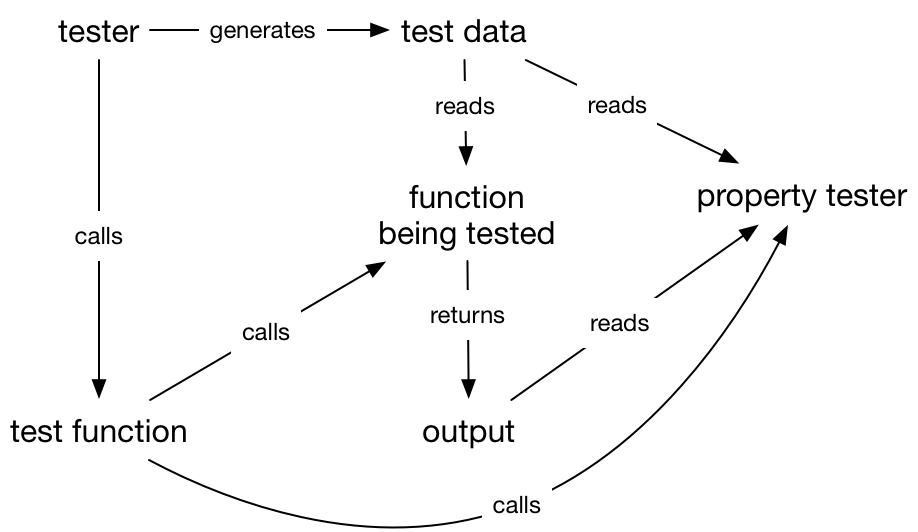 tester
generates
test data
reads
reads
function
being tested
property tester
calls
returns
reads
calls
test function
output
calls